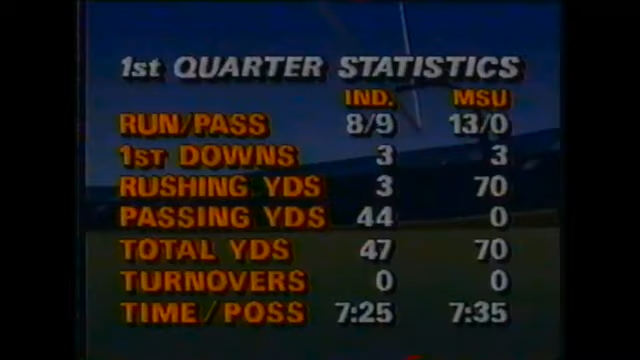 1st QUARTER STATISTICS
IND. MSU
RUN/PASS 8/9 13/0
1ST DOWNS 3 3
RUSHING YDS 3 70
PASSING YDS 44 0
TOTAL YDS 47 70
TURNOVERS 0 0
TIME/POSS 7:25 7:35